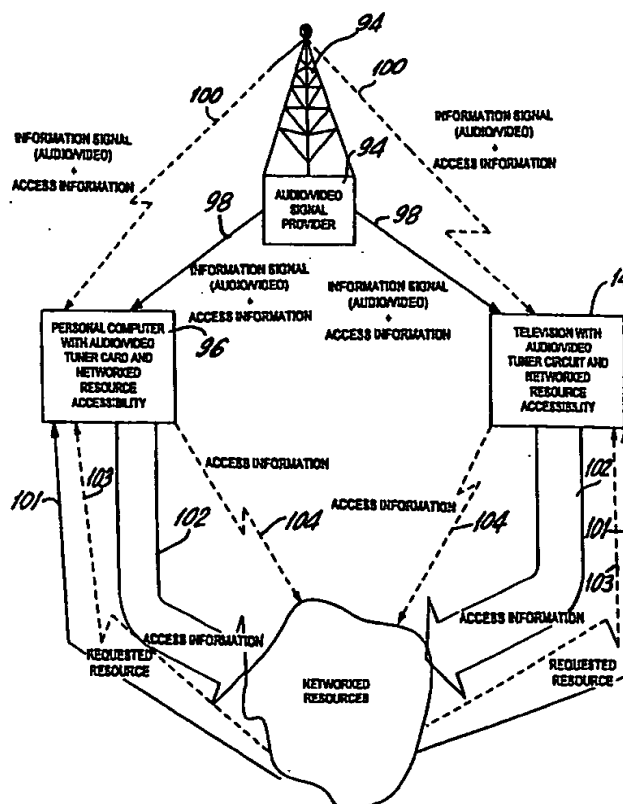 94
100
100
INFORMATION SIGNAL
(AUDIO/VIDEO)
+
ACCESS INFORMATION
INFORMATION SIGNAL
(AUDIO/VIDEO)
+
ACCESS INFORMATION
94
AUDIO/VIDEO
SIGNAL
PROVIDER
98
98
INFORMATION SIGNAL
(AUDIO/VIDEO)
+
ACCESS INFORMATION
INFORMATION SIGNAL
(AUDIO/VIDEO)
+
ACCESS INFORMATION
PERSONAL COMPUTER
WITH AUDIO/VIDEO
TUNER CARD AND
NETWORKED
RESOURCE
ACCESSIBILITY
96
TELEVISION WITH
AUDIO/VIDEO
TUNER CIRCUIT AND
NETWORKED
RESOURCE
ACCESSIBILITY
ACCESS INFORMATION
ACCESS INFORMATION
101
103
102
104
104
102
101
103
ACCESS INFORMATION
REQUESTED
RESOURCE
ACCESS INFORMATION
REQUESTED
RESOURCE
NETWORKED
RESOURCES